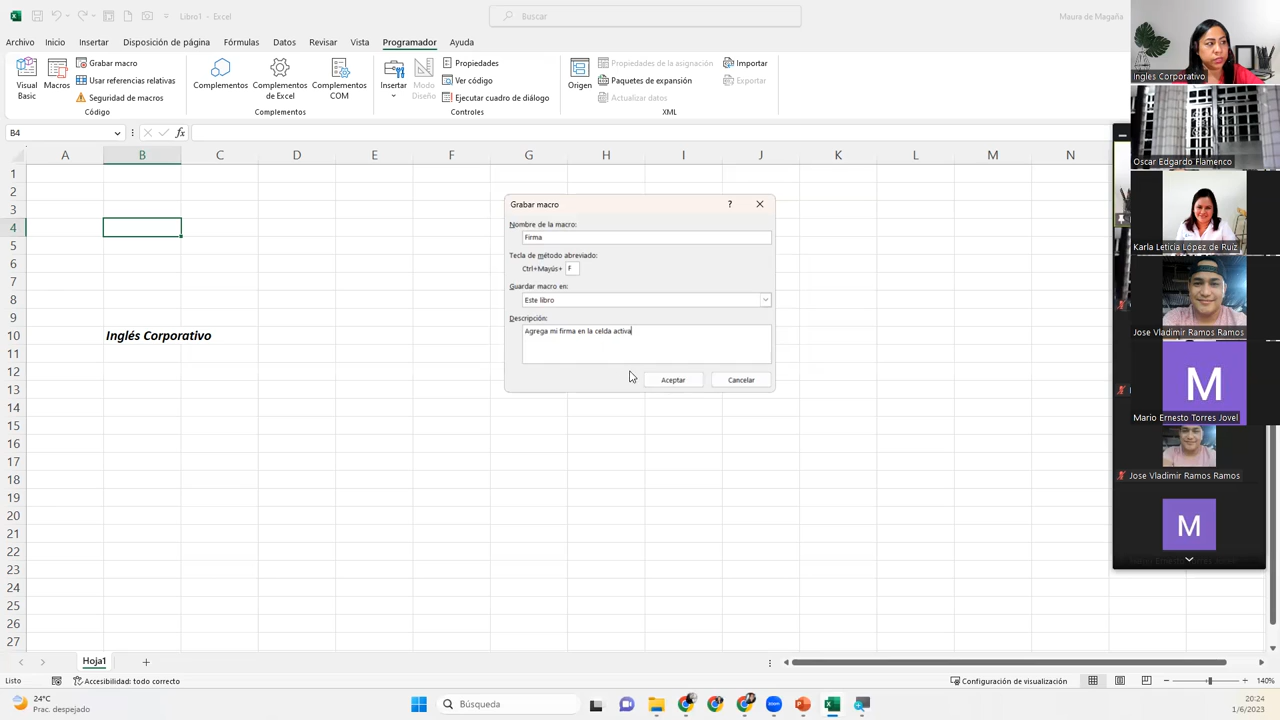 Libro1 - Excel
Buscar
Maura de Magaña
Archivo Inicio Insertar Disposición de página Fórmulas Datos Revisar Vista Programador Ayuda
Visual Basic
Macros
Grabar macro
Usar referencias relativas
Seguridad de macros
Código
Complementos
Complementos de Excel
Complementos COM
Complementos
Insertar
Modo Diseño
Propiedades
Ver código
Ejecutar cuadro de diálogo
Controles
Origen
Propiedades de la asignación
Paquetes de expansión
Actualizar datos
Importar
Exportar
XML
B4
fx
A B C D E F G H I J K L M N
1
2
3
4
5
6
7
8
9
10 Inglés Corporativo
11
12
13
14
15
16
17
18
19
20
21
22
23
24
25
26
27
Grabar macro
?
Nombre de la macro:
Firma
Tecla de método abreviado:
Ctrl+Mayús+ F
Guardar macro en:
Este libro
Descripción:
Agrega mi firma en la celda activa
Aceptar Cancelar
Inglés Corporativo
Oscar Edgardo Flamenco
Karla Leticia López de Ruiz
Jose Vladimir Ramos Ramos
M
Mario Ernesto Torres Jovel
Jose Vladimir Ramos Ramos
M
Hoja1
Listo
Accesibilidad: todo correcto
Configuración de visualización
140%
24°C
Prac. despejado
Búsqueda
zoom
20:24
1/6/2023